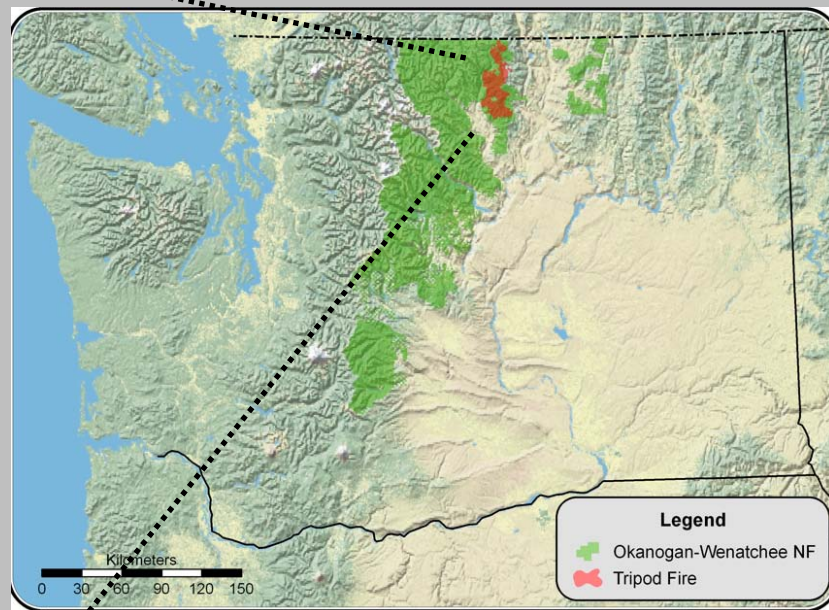 Legend
Okanogan-Wenatchee NF
Tripod Fire
Kilometers
0 30 60 90 120 150